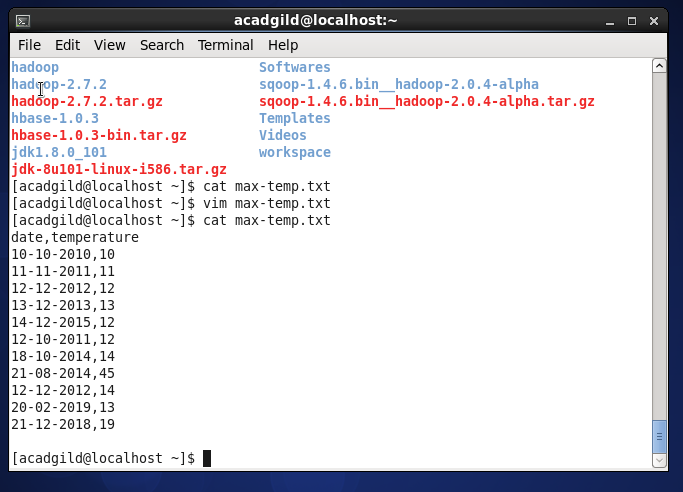 acadgild@localhost:~
File Edit View Search Terminal Help
hadoop Softwares
hadoop-2.7.2 sqoop-1.4.6.bin__hadoop-2.0.4-alpha
hadoop-2.7.2.tar.gz sqoop-1.4.6.bin__hadoop-2.0.4-alpha.tar.gz
hbase-1.0.3 Templates
hbase-1.0.3-bin.tar.gz Videos
jdk1.8.0_101 workspace
jdk-8u101-linux-i586.tar.gz
[acadgild@localhost ~]$ cat max-temp.txt
[acadgild@localhost ~]$ vim max-temp.txt
[acadgild@localhost ~]$ cat max-temp.txt
date,temperature
10-10-2010,10
11-11-2011,11
12-12-2012,12
13-12-2013,13
14-12-2015,12
12-10-2011,12
18-10-2014,14
21-08-2014,45
12-12-2012,14
20-02-2019,13
21-12-2018,19
[acadgild@localhost ~]$